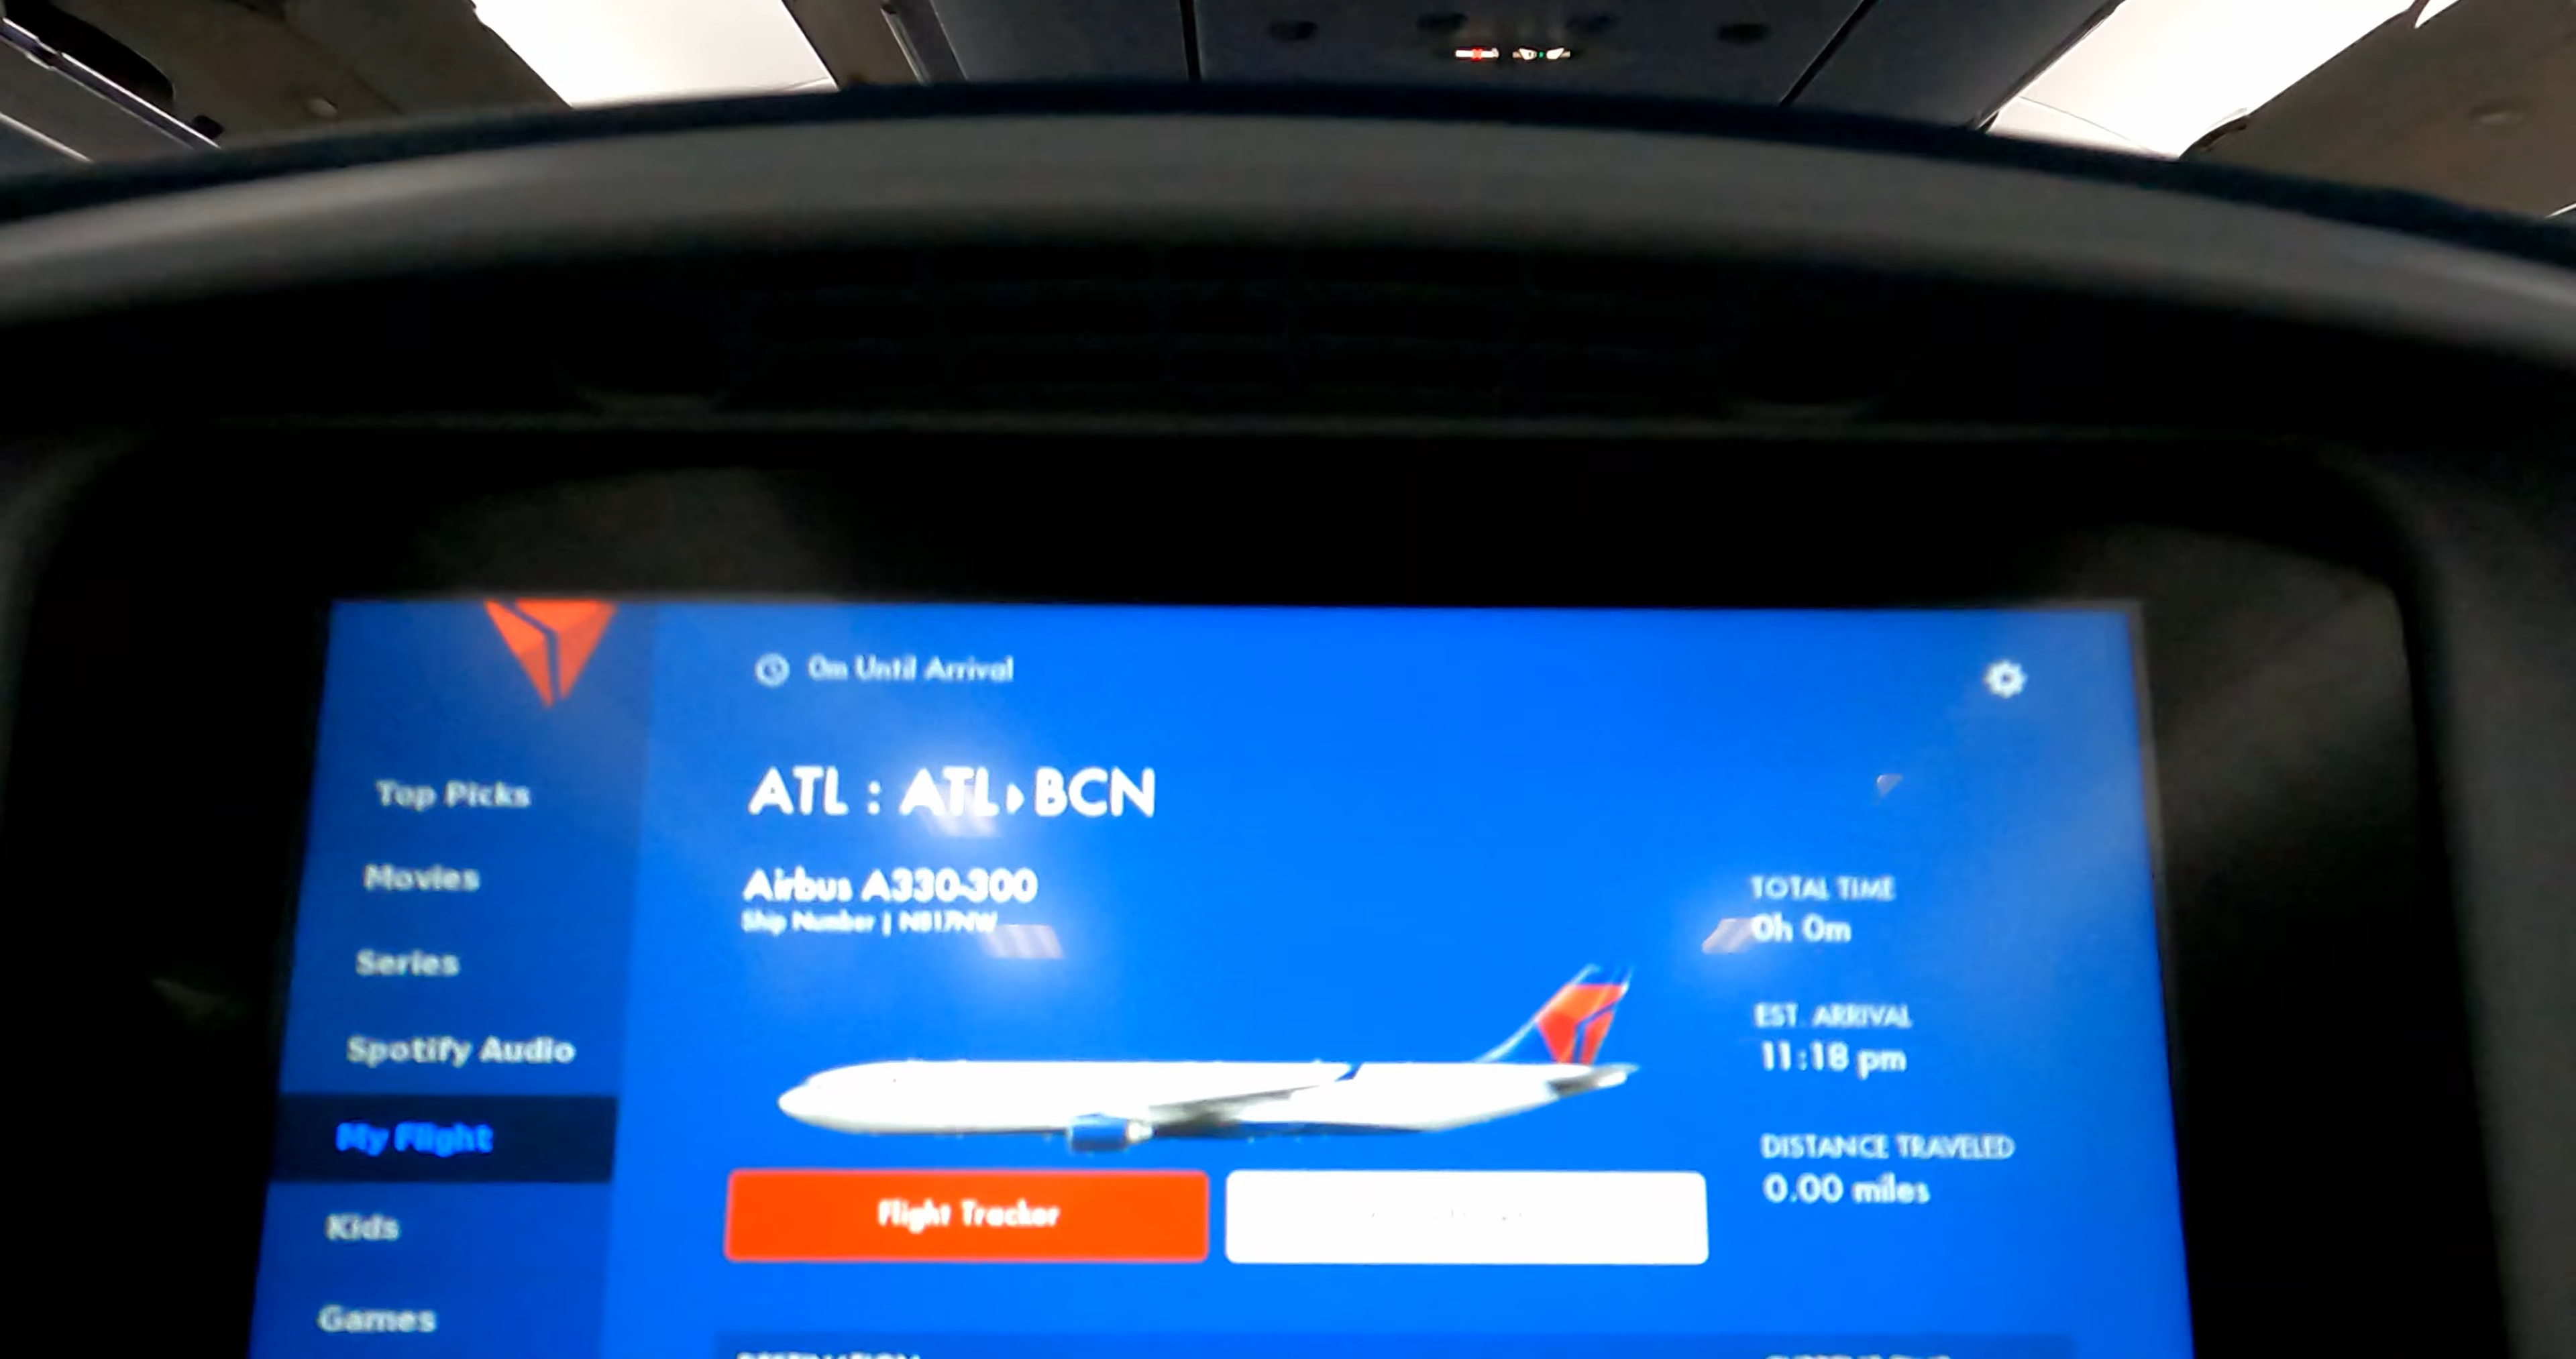 0m Until Arrival
ATL : ATL▸BCN
Top Picks
Airbus A330-300
Ship Number | N817NW
Movies
TOTAL TIME
0h 0m
Series
EST. ARRIVAL
11:18 pm
Spotify Audio
My Flight
DISTANCE TRAVELED
0.00 miles
Flight Tracker
Kids
Games